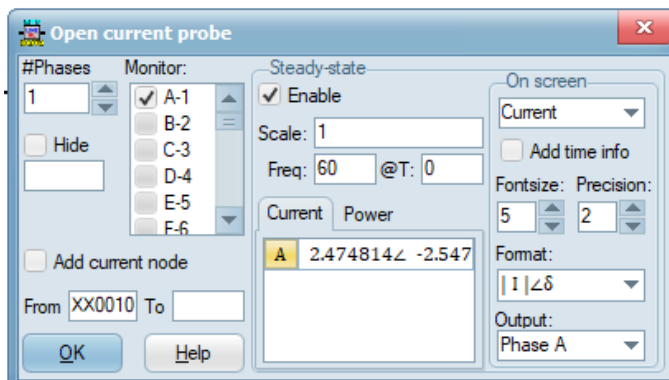 Open current probe
#Phases
Monitor:
1
A-1
B-2
C-3
D-4
E-5
F-6
Hide
Add current node
From XX0010 To
OK
Help
Steady-state
Enable
Scale: 1
Freq: 60 @T: 0
Current Power
A 2.474814∠ -2.547
On screen
Current
Add time info
Fontsize: Precision:
5 2
Format:
| I |∠δ
Output:
Phase A